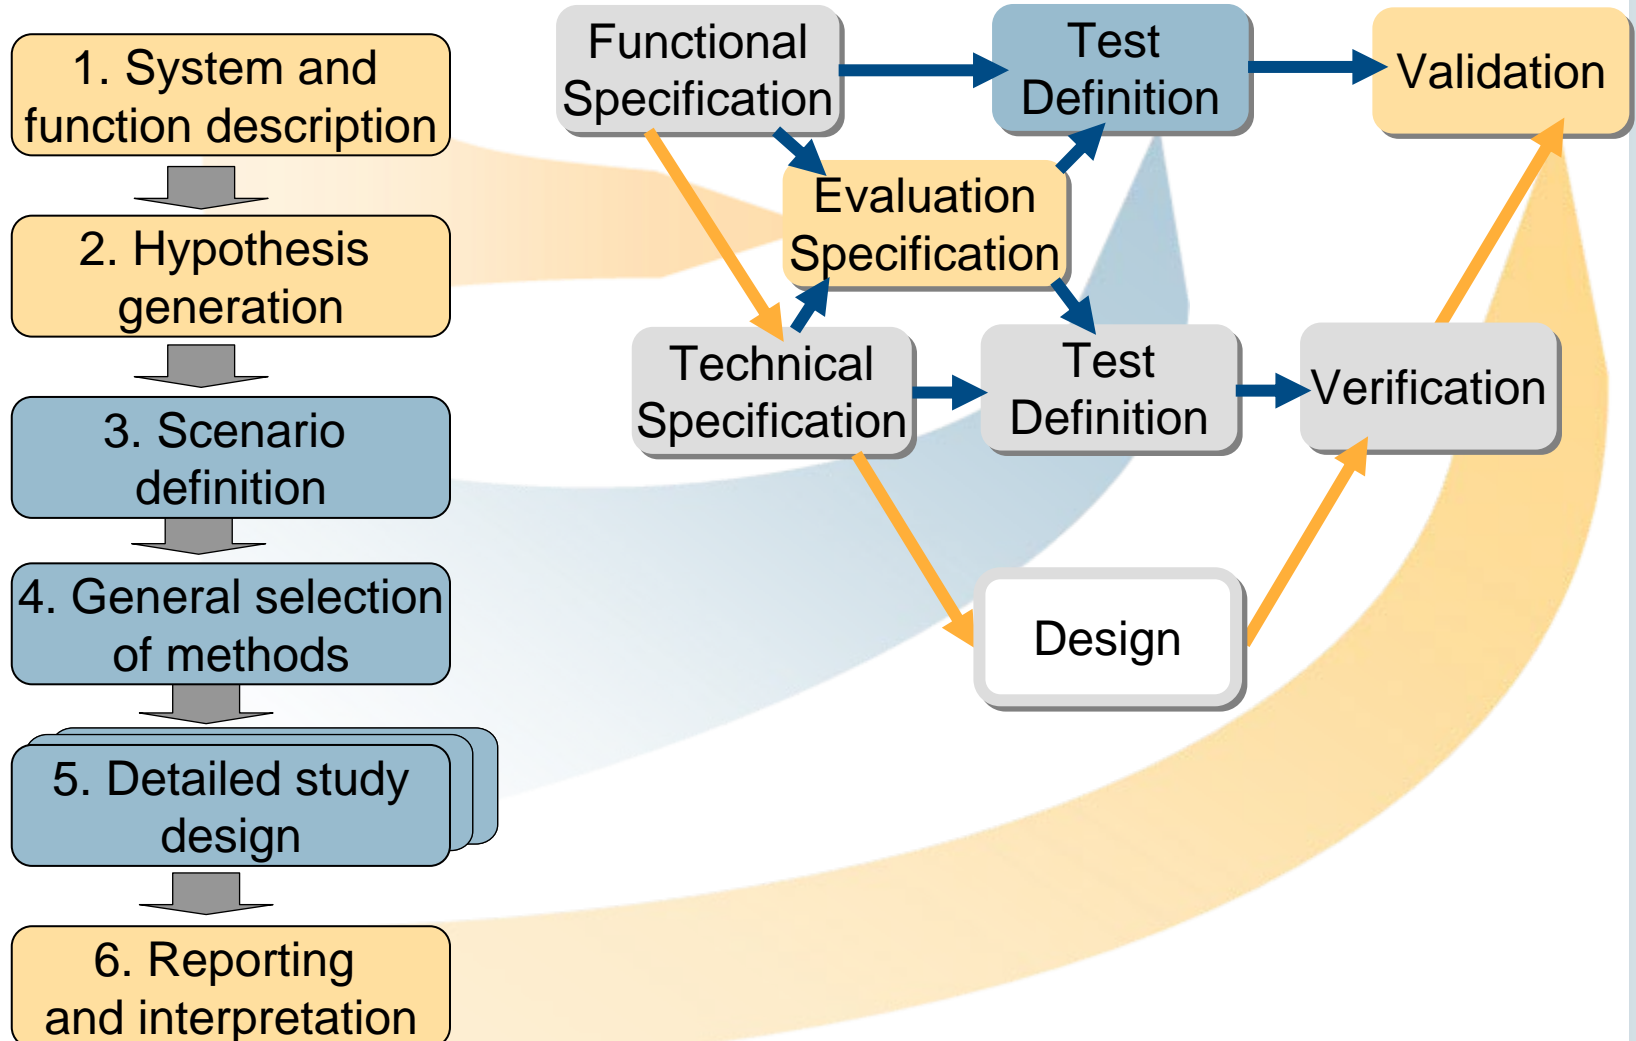 1. System and
function description
2. Hypothesis
generation
3. Scenario
definition
4. General selection
of methods
5. Detailed study
design
6. Reporting
and interpretation
Functional
Specification
Test
Definition
Validation
Evaluation
Specification
Technical
Specification
Test
Definition
Verification
Design